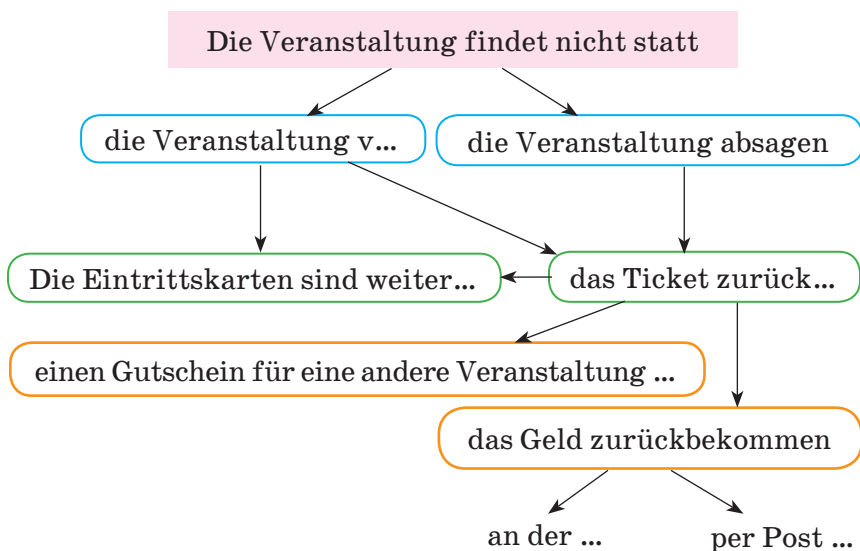 Die Veranstaltung findet nicht statt
die Veranstaltung v...
die Veranstaltung absagen
Die Eintrittskarten sind weiter...
das Ticket zurück...
einen Gutschein für eine andere Veranstaltung ...
das Geld zurückbekommen
an der ...
per Post ...